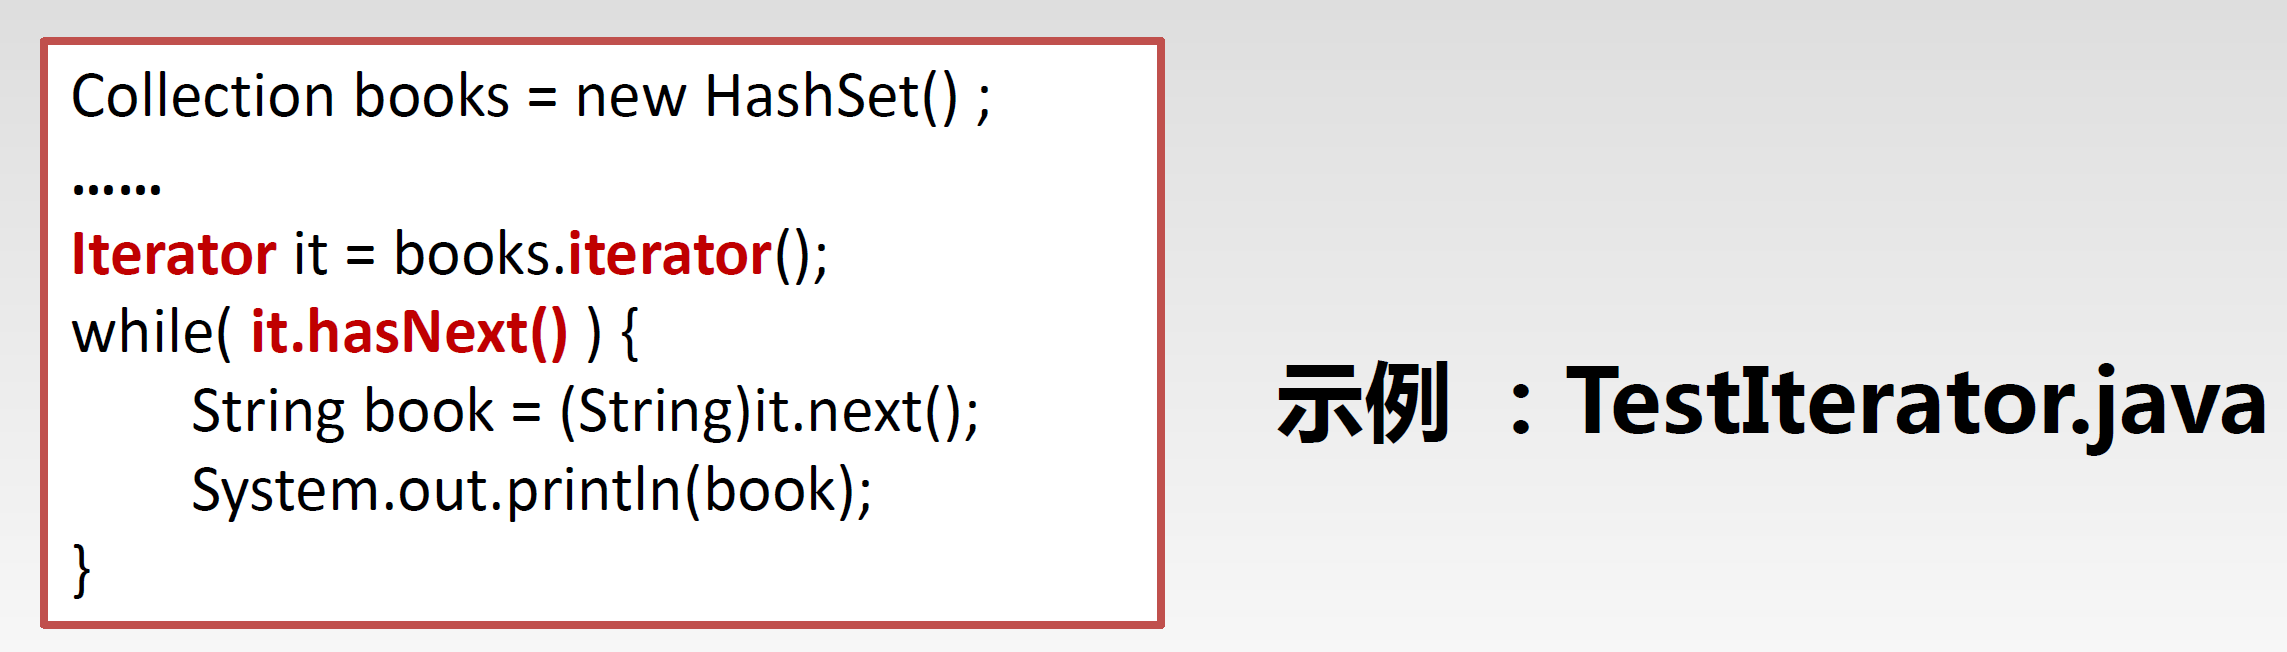 Collection books = new HashSet() ;
……
Iterator it = books.iterator();
while( it.hasNext() ) {
String book = (String)it.next();
System.out.println(book);
}
示例 ：TestIterator.java